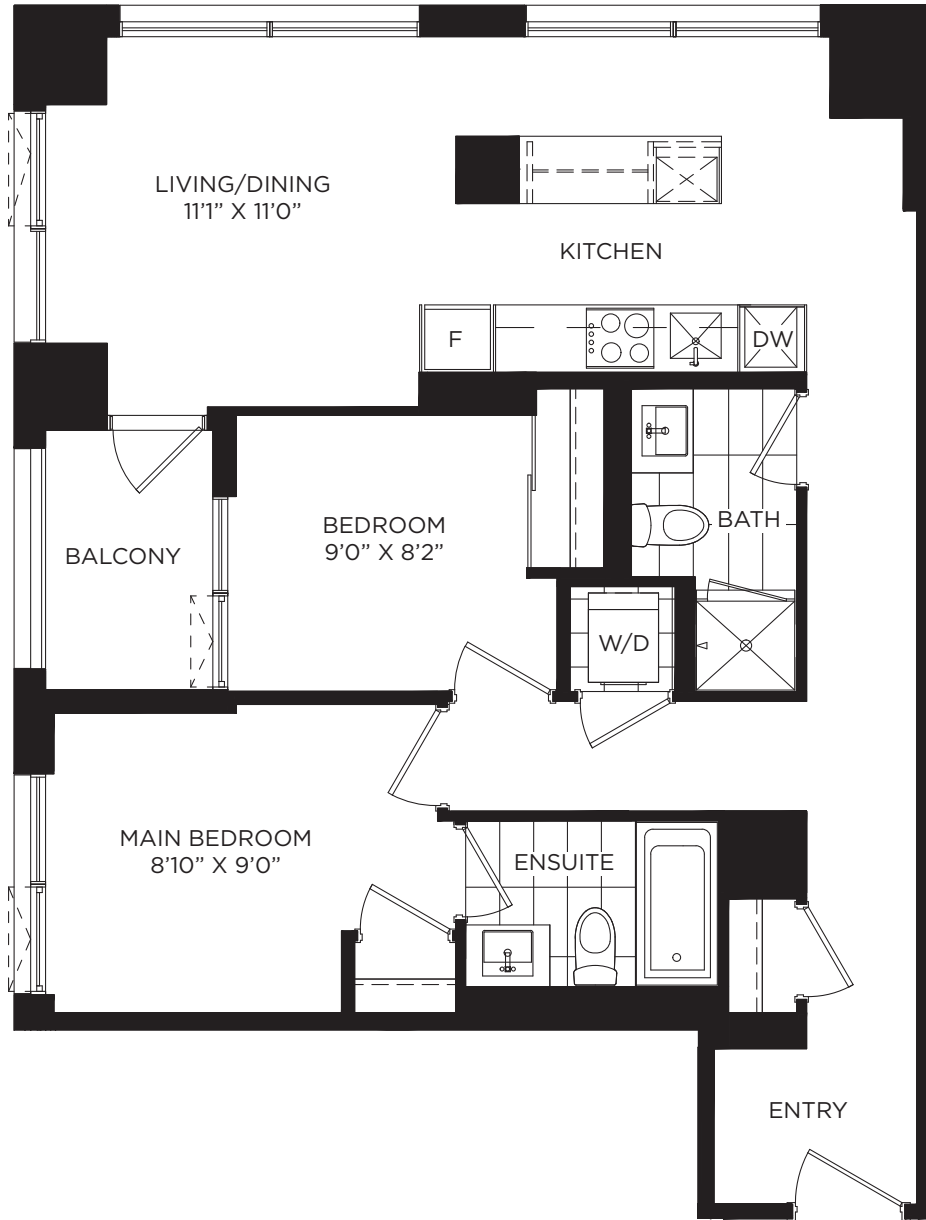 LIVING/DINING
11’1” X 11’0”
KITCHEN
F
DW
BEDROOM
9’0” X 8’2”
BATH
BALCONY
W/D
MAIN BEDROOM
8’10” X 9’0”
ENSUITE
ENTRY